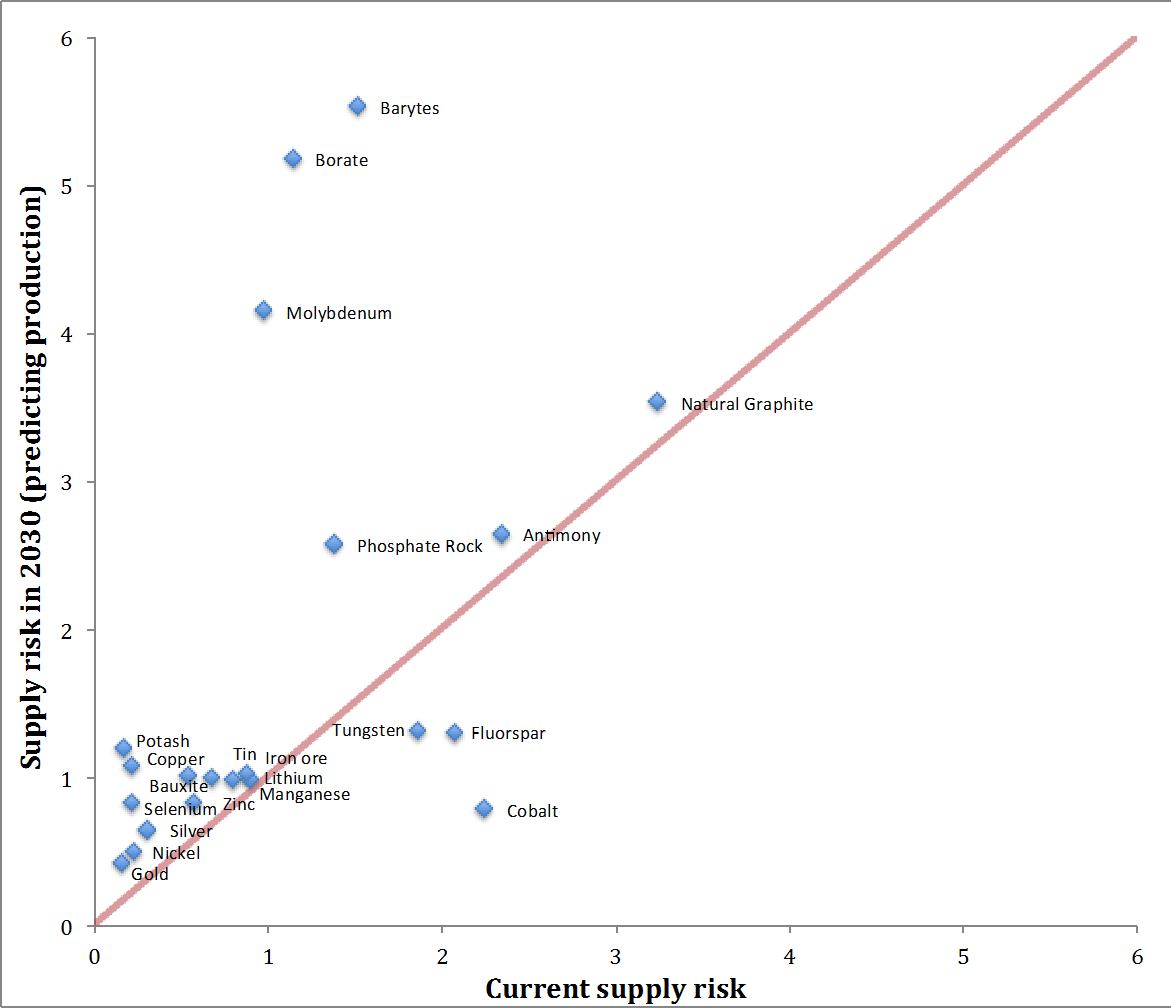 6
Barytes
Borate
5
Molybdenum
4
Natural Graphite
3
Antimony
Phosphate Rock
2
Tungsten
Fluorspar
Potash
Tin
Iron ore
Copper
1
Lithium
Bauxite
Manganese
Zinc
Selenium
Cobalt
Silver
Nickel
Gold
0
Supply risk in 2030 (predicting production)
0 1 2 3 4 5 6
Current supply risk